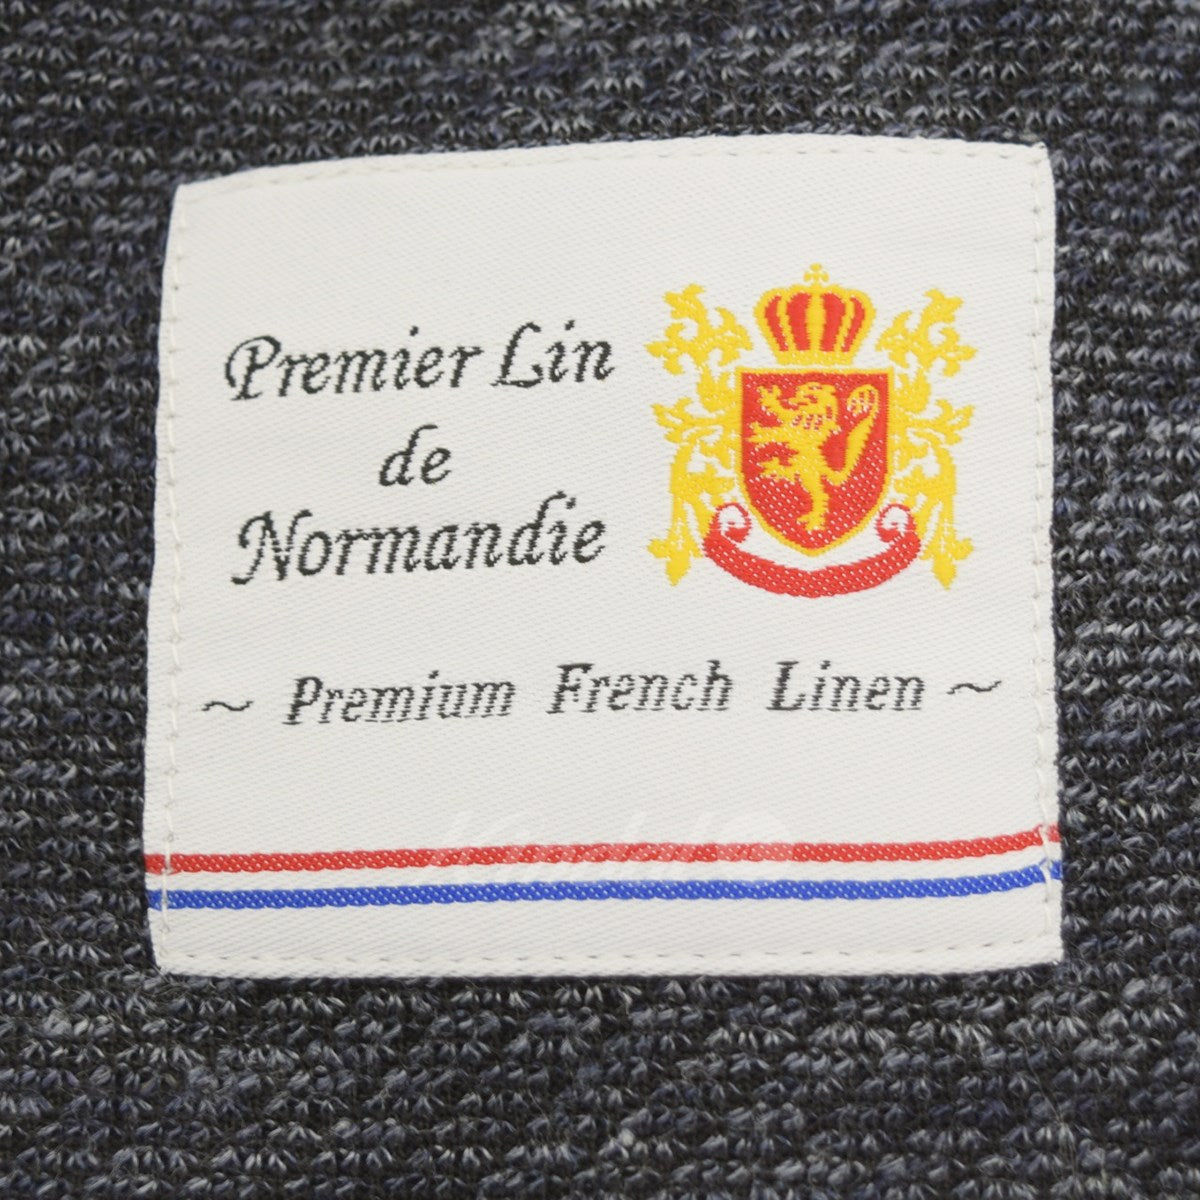 Premier Lin
de
Normandie
~ Premium French Linen ~